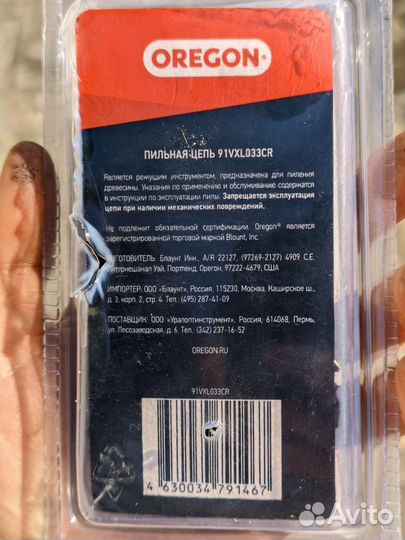 OREGON
ПИЛЬНАЯ ЦЕПЬ 91VXL033CR
Является режущим инструментом, предназначена для пиления
древесины. Указания по применению и обслуживанию содержатся
в инструкции по эксплуатации пилы. Запрещается эксплуатация
цепи при наличии механических повреждений.
Не подлежит обязательной сертификации. Oregon® является
зарегистрированной торговой маркой Blount, Inc.
ИЗГОТОВИТЕЛЬ: Блаунт Инк., А/Я 22127, (97269-2127) 4909 С.Е.
Интернешанал Уэй, Портленд, Орегон, 97222-4679, США
ИМПОРТЕР: ООО «Блаунт», Россия, 115230, Москва, Каширское ш.,
д. 3, корп. 2, стр. 4. Тел. (495) 287-41-09
ПОСТАВЩИК: ООО «Уралоптинструмент», Россия, 614068, Пермь,
ул. Лесозаводская, д. 6. Тел.: (342) 237-16-52
OREGON.RU
91VXL033CR
4 630034 791467
Avito